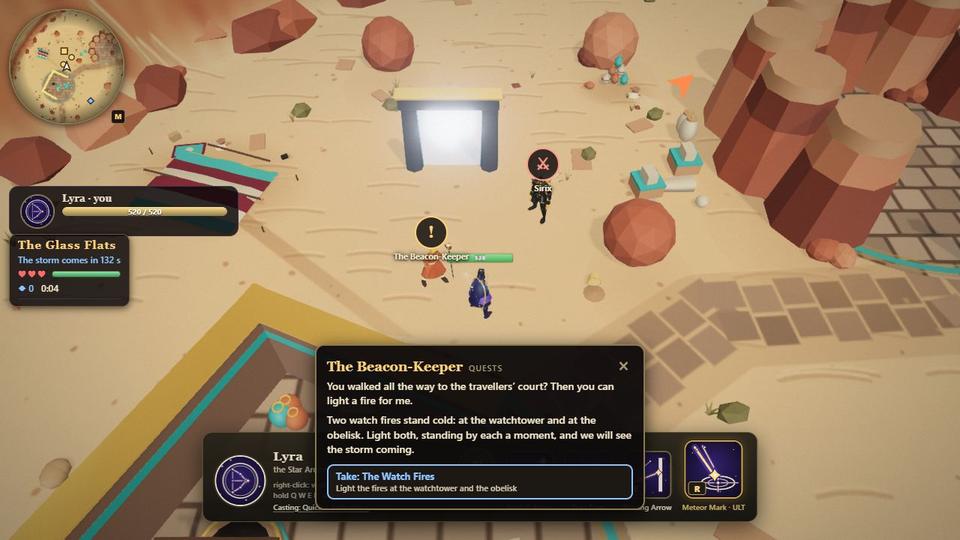 M
Lyra · you
520 / 520
The Glass Flats
The storm comes in 132 s
0 0:04
Sirix
!
The Beacon-Keeper
The Beacon-Keeper QUESTS
You walked all the way to the travellers' court? Then you can
light a fire for me.
Two watch fires stand cold: at the watchtower and at the
obelisk. Light both, standing by each a moment, and we will see
the storm coming.
Take: The Watch Fires
Light the fires at the watchtower and the obelisk
Lyra
the Star
right-click:
hold Q W E
Casting:
Arrow
R
Meteor Mark · ULT